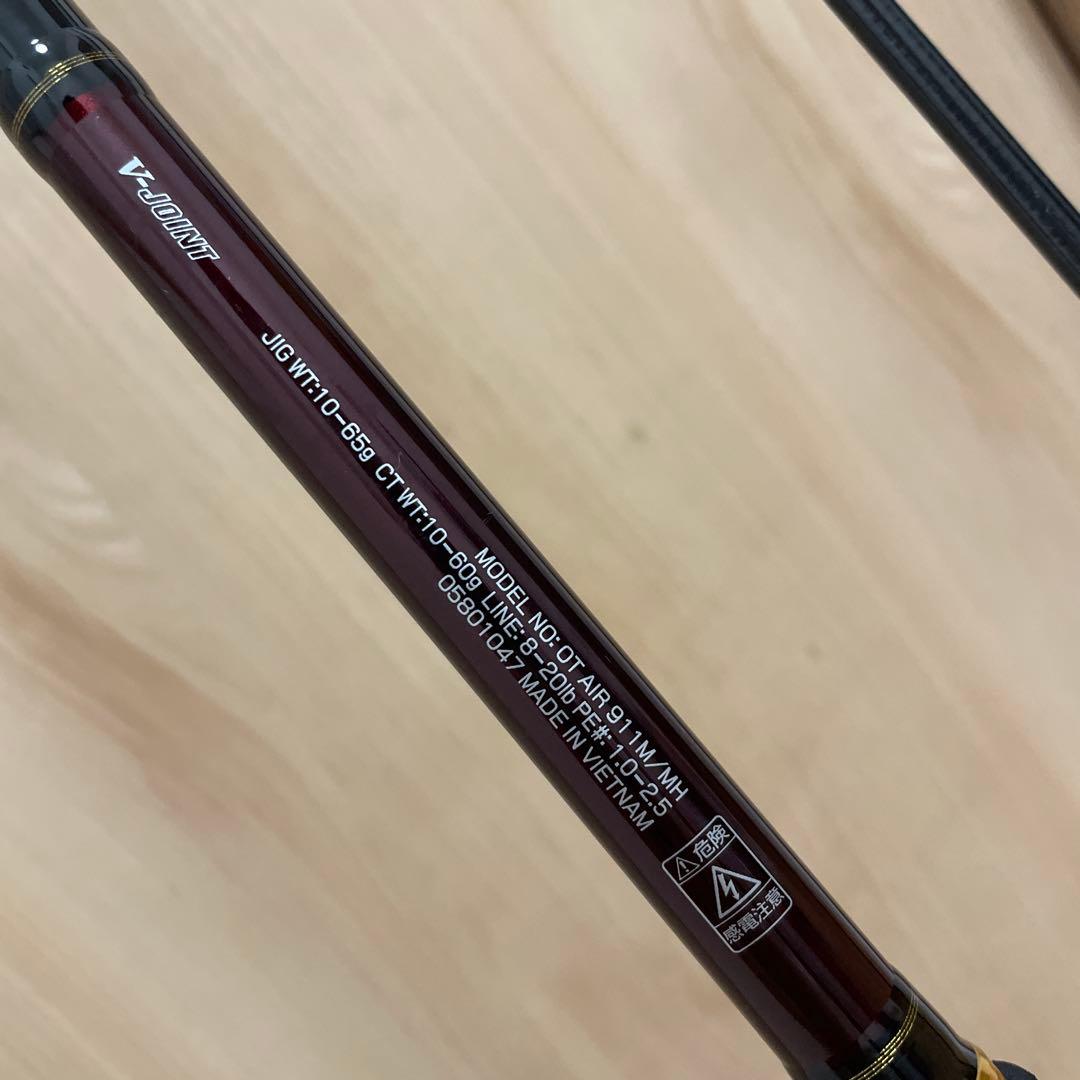 V-JOINT
MODEL NO: OT AIR 911M/MH
JIG WT:10-65g CT WT:10-60g LINE: 8-20lb PE#: 1.0-2.5
05801047 MADE IN VIETNAM
危険
感電注意